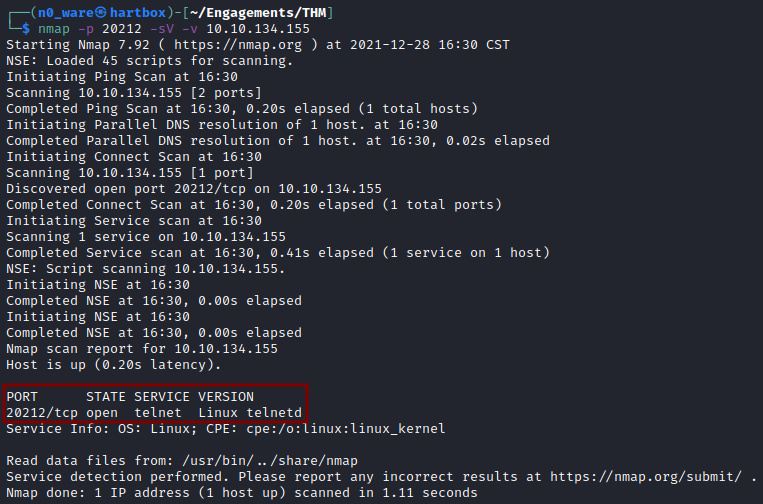 ┌──(n0_ware㉿hartbox)-[~/Engagements/THM]
└─$ nmap -p 20212 -sV -v 10.10.134.155
Starting Nmap 7.92 ( https://nmap.org ) at 2021-12-28 16:30 CST
NSE: Loaded 45 scripts for scanning.
Initiating Ping Scan at 16:30
Scanning 10.10.134.155 [2 ports]
Completed Ping Scan at 16:30, 0.20s elapsed (1 total hosts)
Initiating Parallel DNS resolution of 1 host. at 16:30
Completed Parallel DNS resolution of 1 host. at 16:30, 0.02s elapsed
Initiating Connect Scan at 16:30
Scanning 10.10.134.155 [1 port]
Discovered open port 20212/tcp on 10.10.134.155
Completed Connect Scan at 16:30, 0.20s elapsed (1 total ports)
Initiating Service scan at 16:30
Scanning 1 service on 10.10.134.155
Completed Service scan at 16:30, 0.41s elapsed (1 service on 1 host)
NSE: Script scanning 10.10.134.155.
Initiating NSE at 16:30
Completed NSE at 16:30, 0.00s elapsed
Initiating NSE at 16:30
Completed NSE at 16:30, 0.00s elapsed
Nmap scan report for 10.10.134.155
Host is up (0.20s latency).
PORT      STATE SERVICE VERSION
20212/tcp open  telnet  Linux telnetd
Service Info: OS: Linux; CPE: cpe:/o:linux:linux_kernel
Read data files from: /usr/bin/../share/nmap
Service detection performed. Please report any incorrect results at https://nmap.org/submit/ .
Nmap done: 1 IP address (1 host up) scanned in 1.11 seconds